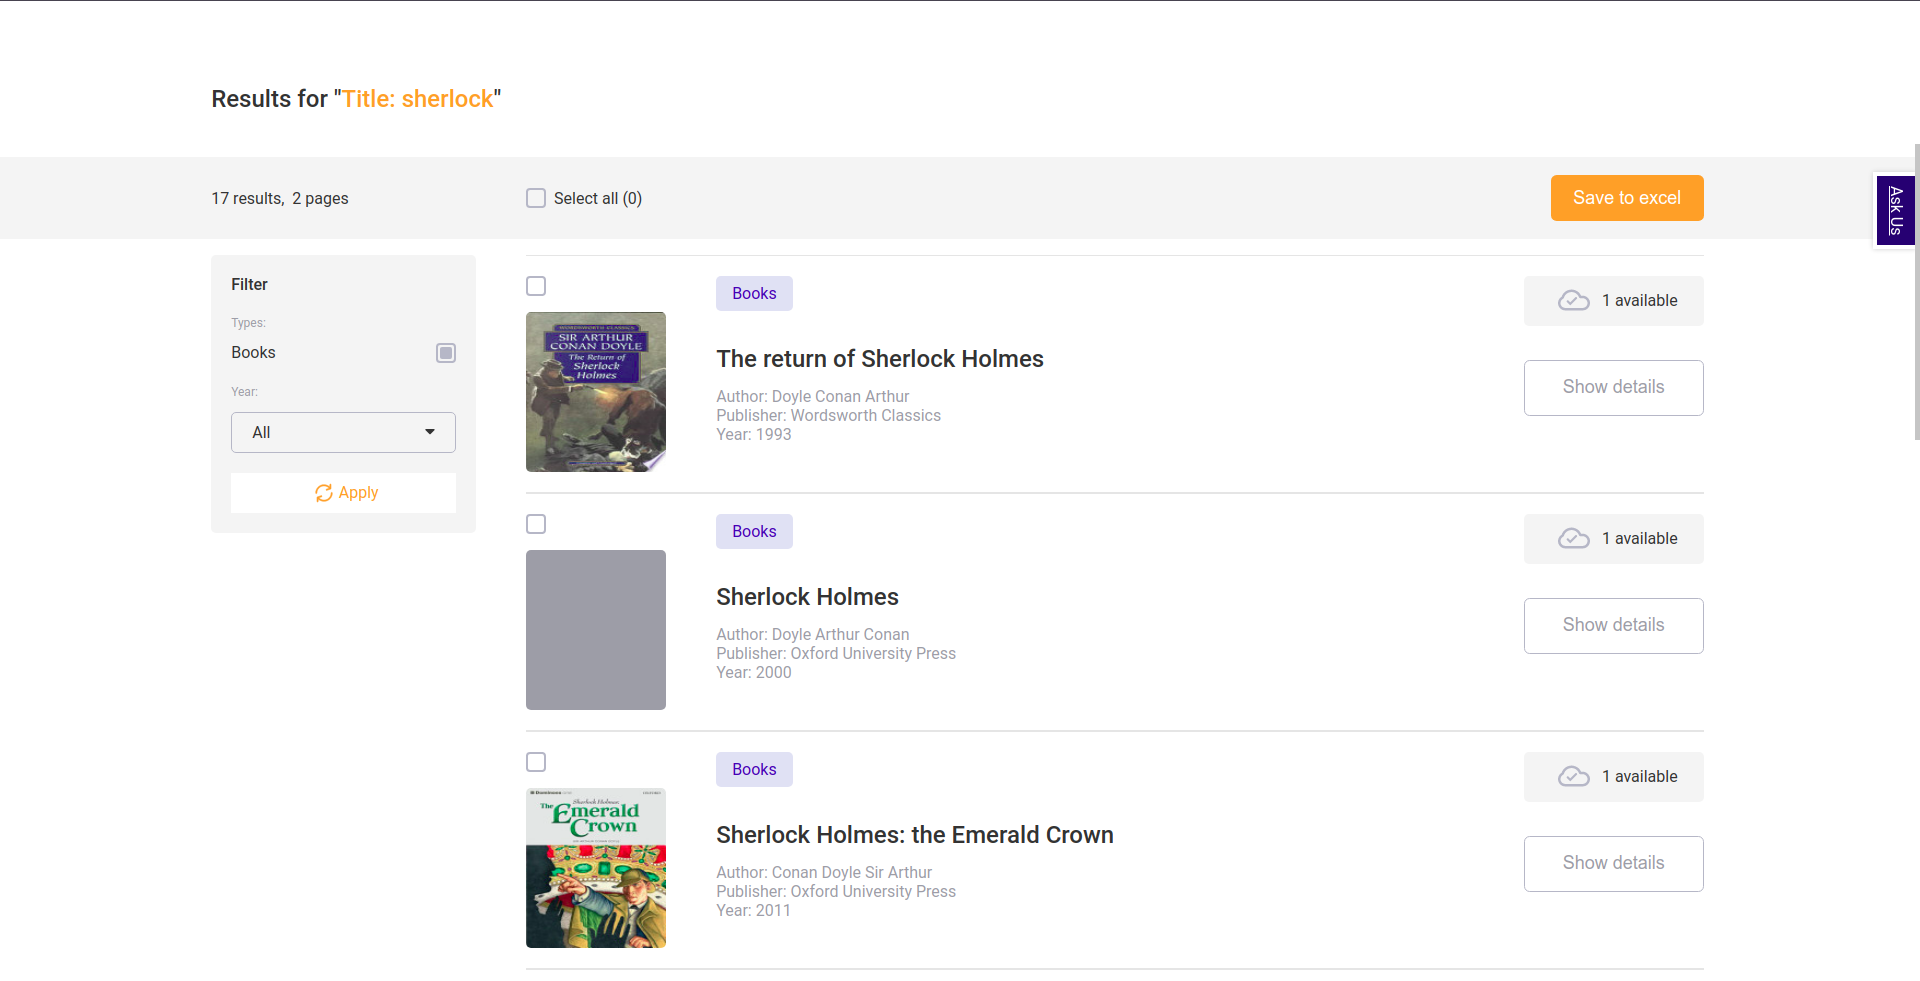 Results for "Title: sherlock"
17 results, 2 pages
Select all (0)
Save to excel
Ask Us
Filter
Types:
Books
Year:
All
Apply
Books
1 available
WORDSWORTH CLASSICS
SIR ARTHUR
CONAN DOYLE
The Return of
Sherlock
Holmes
The return of Sherlock Holmes
Author: Doyle Conan Arthur
Publisher: Wordsworth Classics
Year: 1993
Show details
Books
1 available
Sherlock Holmes
Author: Doyle Arthur Conan
Publisher: Oxford University Press
Year: 2000
Show details
Books
1 available
Dominoes
Sherlock Holmes:
The Emerald
Crown
Sherlock Holmes: the Emerald Crown
Author: Conan Doyle Sir Arthur
Publisher: Oxford University Press
Year: 2011
Show details